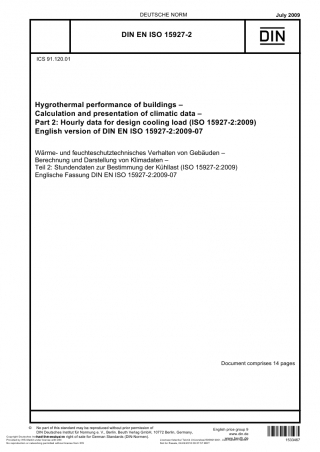 DEUTSCHE NORM
July 2009
DIN EN ISO 15927-2
DIN
ICS 91.120.01
Hygrothermal performance of buildings –
Calculation and presentation of climatic data –
Part 2: Hourly data for design cooling load (ISO 15927-2:2009)
English version of DIN EN ISO 15927-2:2009-07
Wärme- und feuchteschutztechnisches Verhalten von Gebäuden –
Berechnung und Darstellung von Klimadaten –
Teil 2: Stundendaten zur Bestimmung der Kühllast (ISO 15927-2:2009)
Englische Fassung DIN EN ISO 15927-2:2009-07
Document comprises 14 pages
© No part of this standard may be reproduced without prior permission of
DIN Deutsches Institut für Normung e. V., Berlin. Beuth Verlag GmbH, 10772 Berlin, Germany,
right of sale for German Standards (DIN-Normen).
English price group 9
www.din.de
www.beuth.de